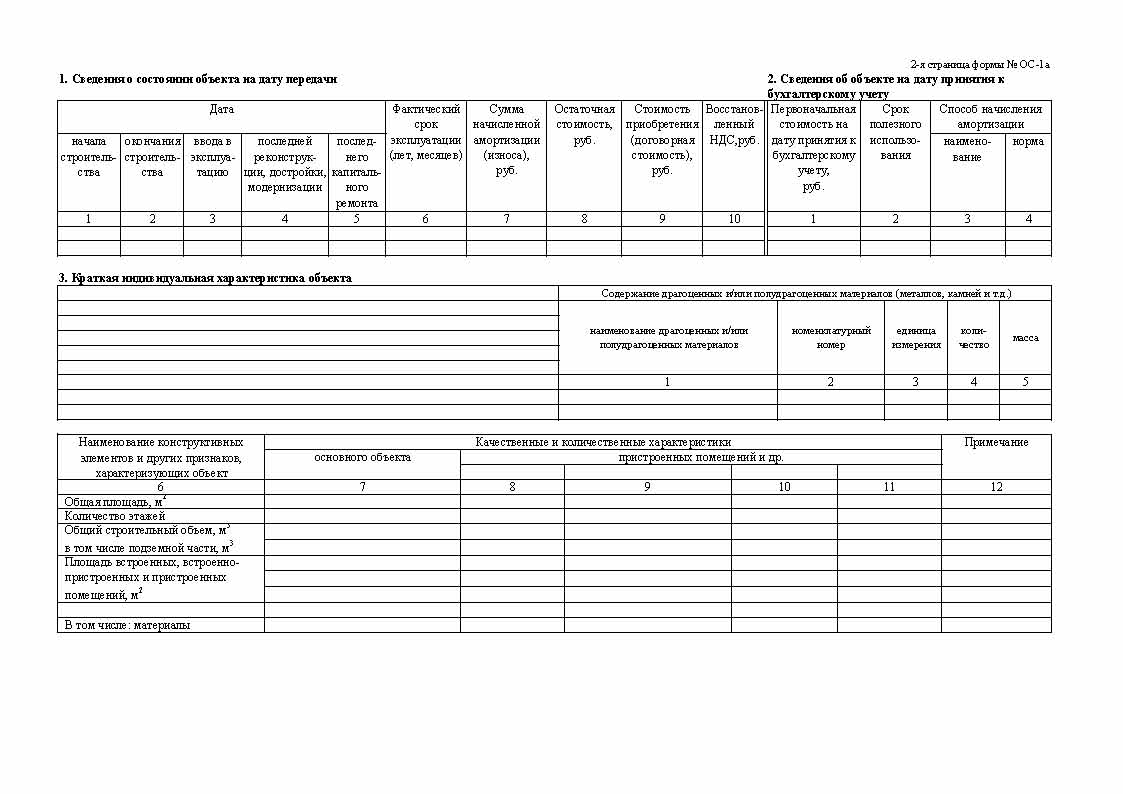 2-я страница формы № ОС-1а
1. Сведения о состоянии объекта на дату передачи
2. Сведения об объекте на дату принятия к
бухгалтерскому учету
Дата
начала
строитель-
ства
окончания
строитель-
ства
ввода в
эксплуа-
тацию
последней
реконструк-
ции, достройки,
модернизации
послед-
него
капиталь-
ного
ремонта
Фактический
срок
эксплуатации
(лет, месяцев)
Сумма
начисленной
амортизации
(износа),
руб.
Остаточная
стоимость,
руб.
Стоимость
приобретения
(договорная
стоимость),
руб.
Восстанов-
ленный
НДС,руб.
Первоначальная
стоимость на
дату принятия к
бухгалтерскому
учету,
руб.
Срок
полезного
использо-
вания
Способ начисления
амортизации
наимено-
вание
норма
1 2 3 4 5 6 7 8 9 10 1 2 3 4
3. Краткая индивидуальная характеристика объекта
Содержание драгоценных и/или полудрагоценных материалов (металлов, камней и т.д.)
наименование драгоценных и/или
полудрагоценных материалов
номенклатурный
номер
единица
измерения
коли-
чество
масса
1 2 3 4 5
Наименование конструктивных
элементов и других признаков,
характеризующих объект
Качественные и количественные характеристики
основного объекта
пристроенных помещений и др.
Примечание
6 7 8 9 10 11 12
Общая площадь, м²
Количество этажей
Общий строительный объем, м³
в том числе подземной части, м³
Площадь встроенных, встроенно-
пристроенных и пристроенных
помещений, м²
В том числе: материалы